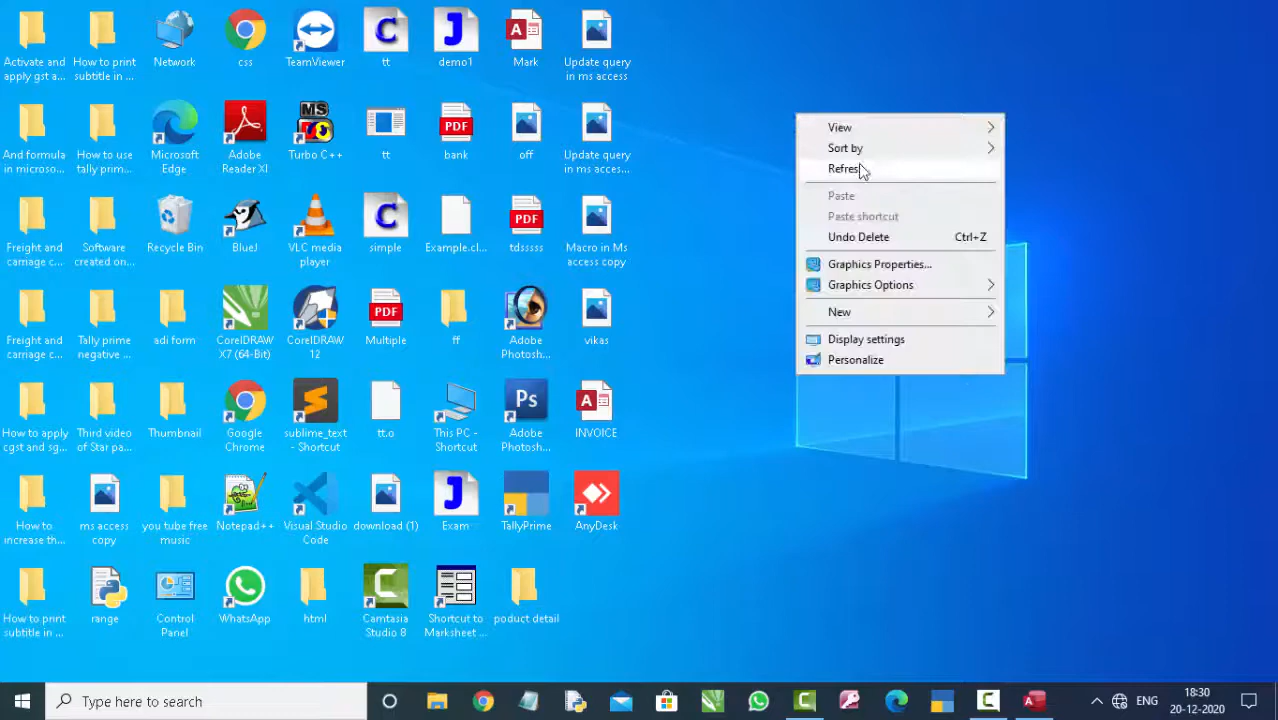 Activate and
apply gst a...
How to print
subtitle in ...
Network
css
TeamViewer
tt
demo1
Mark
Update query
in ms access
And formula
in microso...
How to use
tally prim...
Microsoft
Edge
Adobe
Reader XI
Turbo C++
tt
bank
off
Update query
in ms acces...
Freight and
carriage c...
Software
created on...
Recycle Bin
BlueJ
VLC media
player
simple
Example.cl...
tdsssss
Macro in Ms
access copy
Freight and
carriage c...
Tally prime
negative ...
adi form
CorelDRAW
X7 (64-Bit)
CorelDRAW
12
Multiple
ff
Adobe
Photosh...
vikas
How to apply
cgst and sg...
Third video
of Star pa...
Thumbnail
Google
Chrome
sublime_text
- Shortcut
tt.o
This PC -
Shortcut
Adobe
Photosh...
INVOICE
How to
increase th...
ms access
copy
you tube free
music
Notepad++
Visual Studio
Code
download (1)
Exam
TallyPrime
AnyDesk
How to print
subtitle in ...
range
Control
Panel
WhatsApp
html
Camtasia
Studio 8
Shortcut to
Marksheet ...
poduct detail
View
Sort by
Refresh
Paste
Paste shortcut
Undo Delete Ctrl+Z
Graphics Properties...
Graphics Options
New
Display settings
Personalize
Type here to search
ENG
18:30
20-12-2020